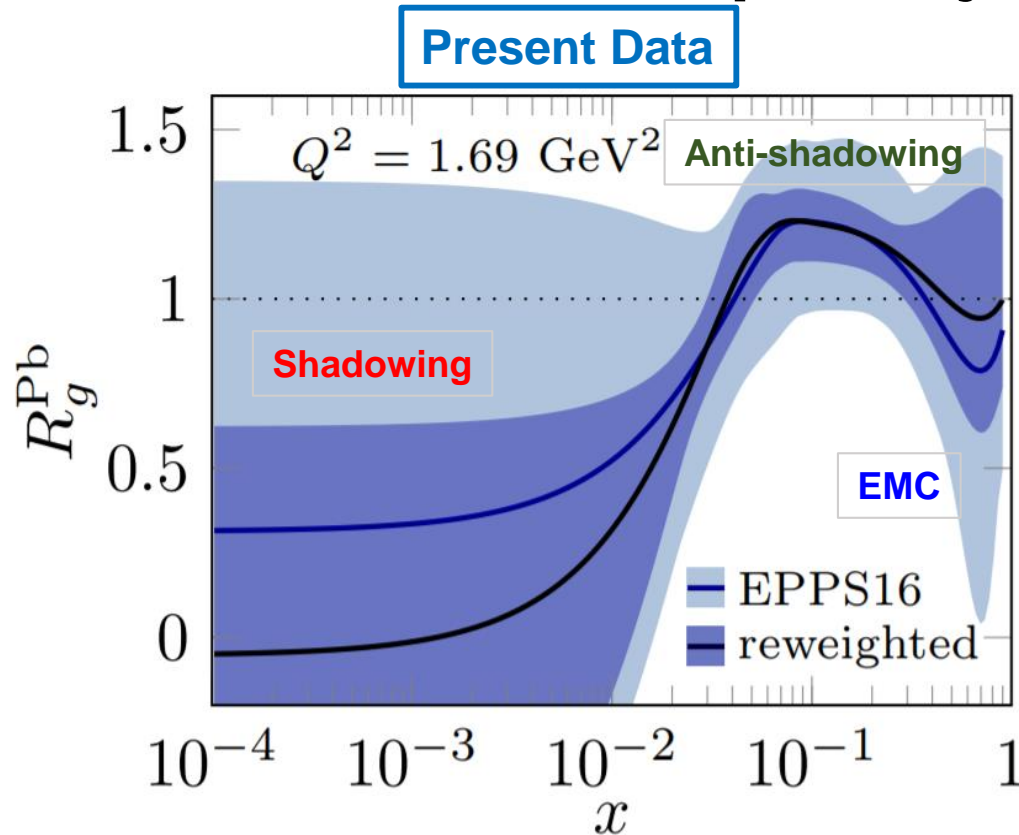 Present Data
Q² = 1.69 GeV²
Anti-shadowing
Shadowing
EMC
EPPS16
reweighted
1.5
1
0.5
0
R_g^Pb
10⁻⁴ 10⁻³ 10⁻² 10⁻¹ 1
x